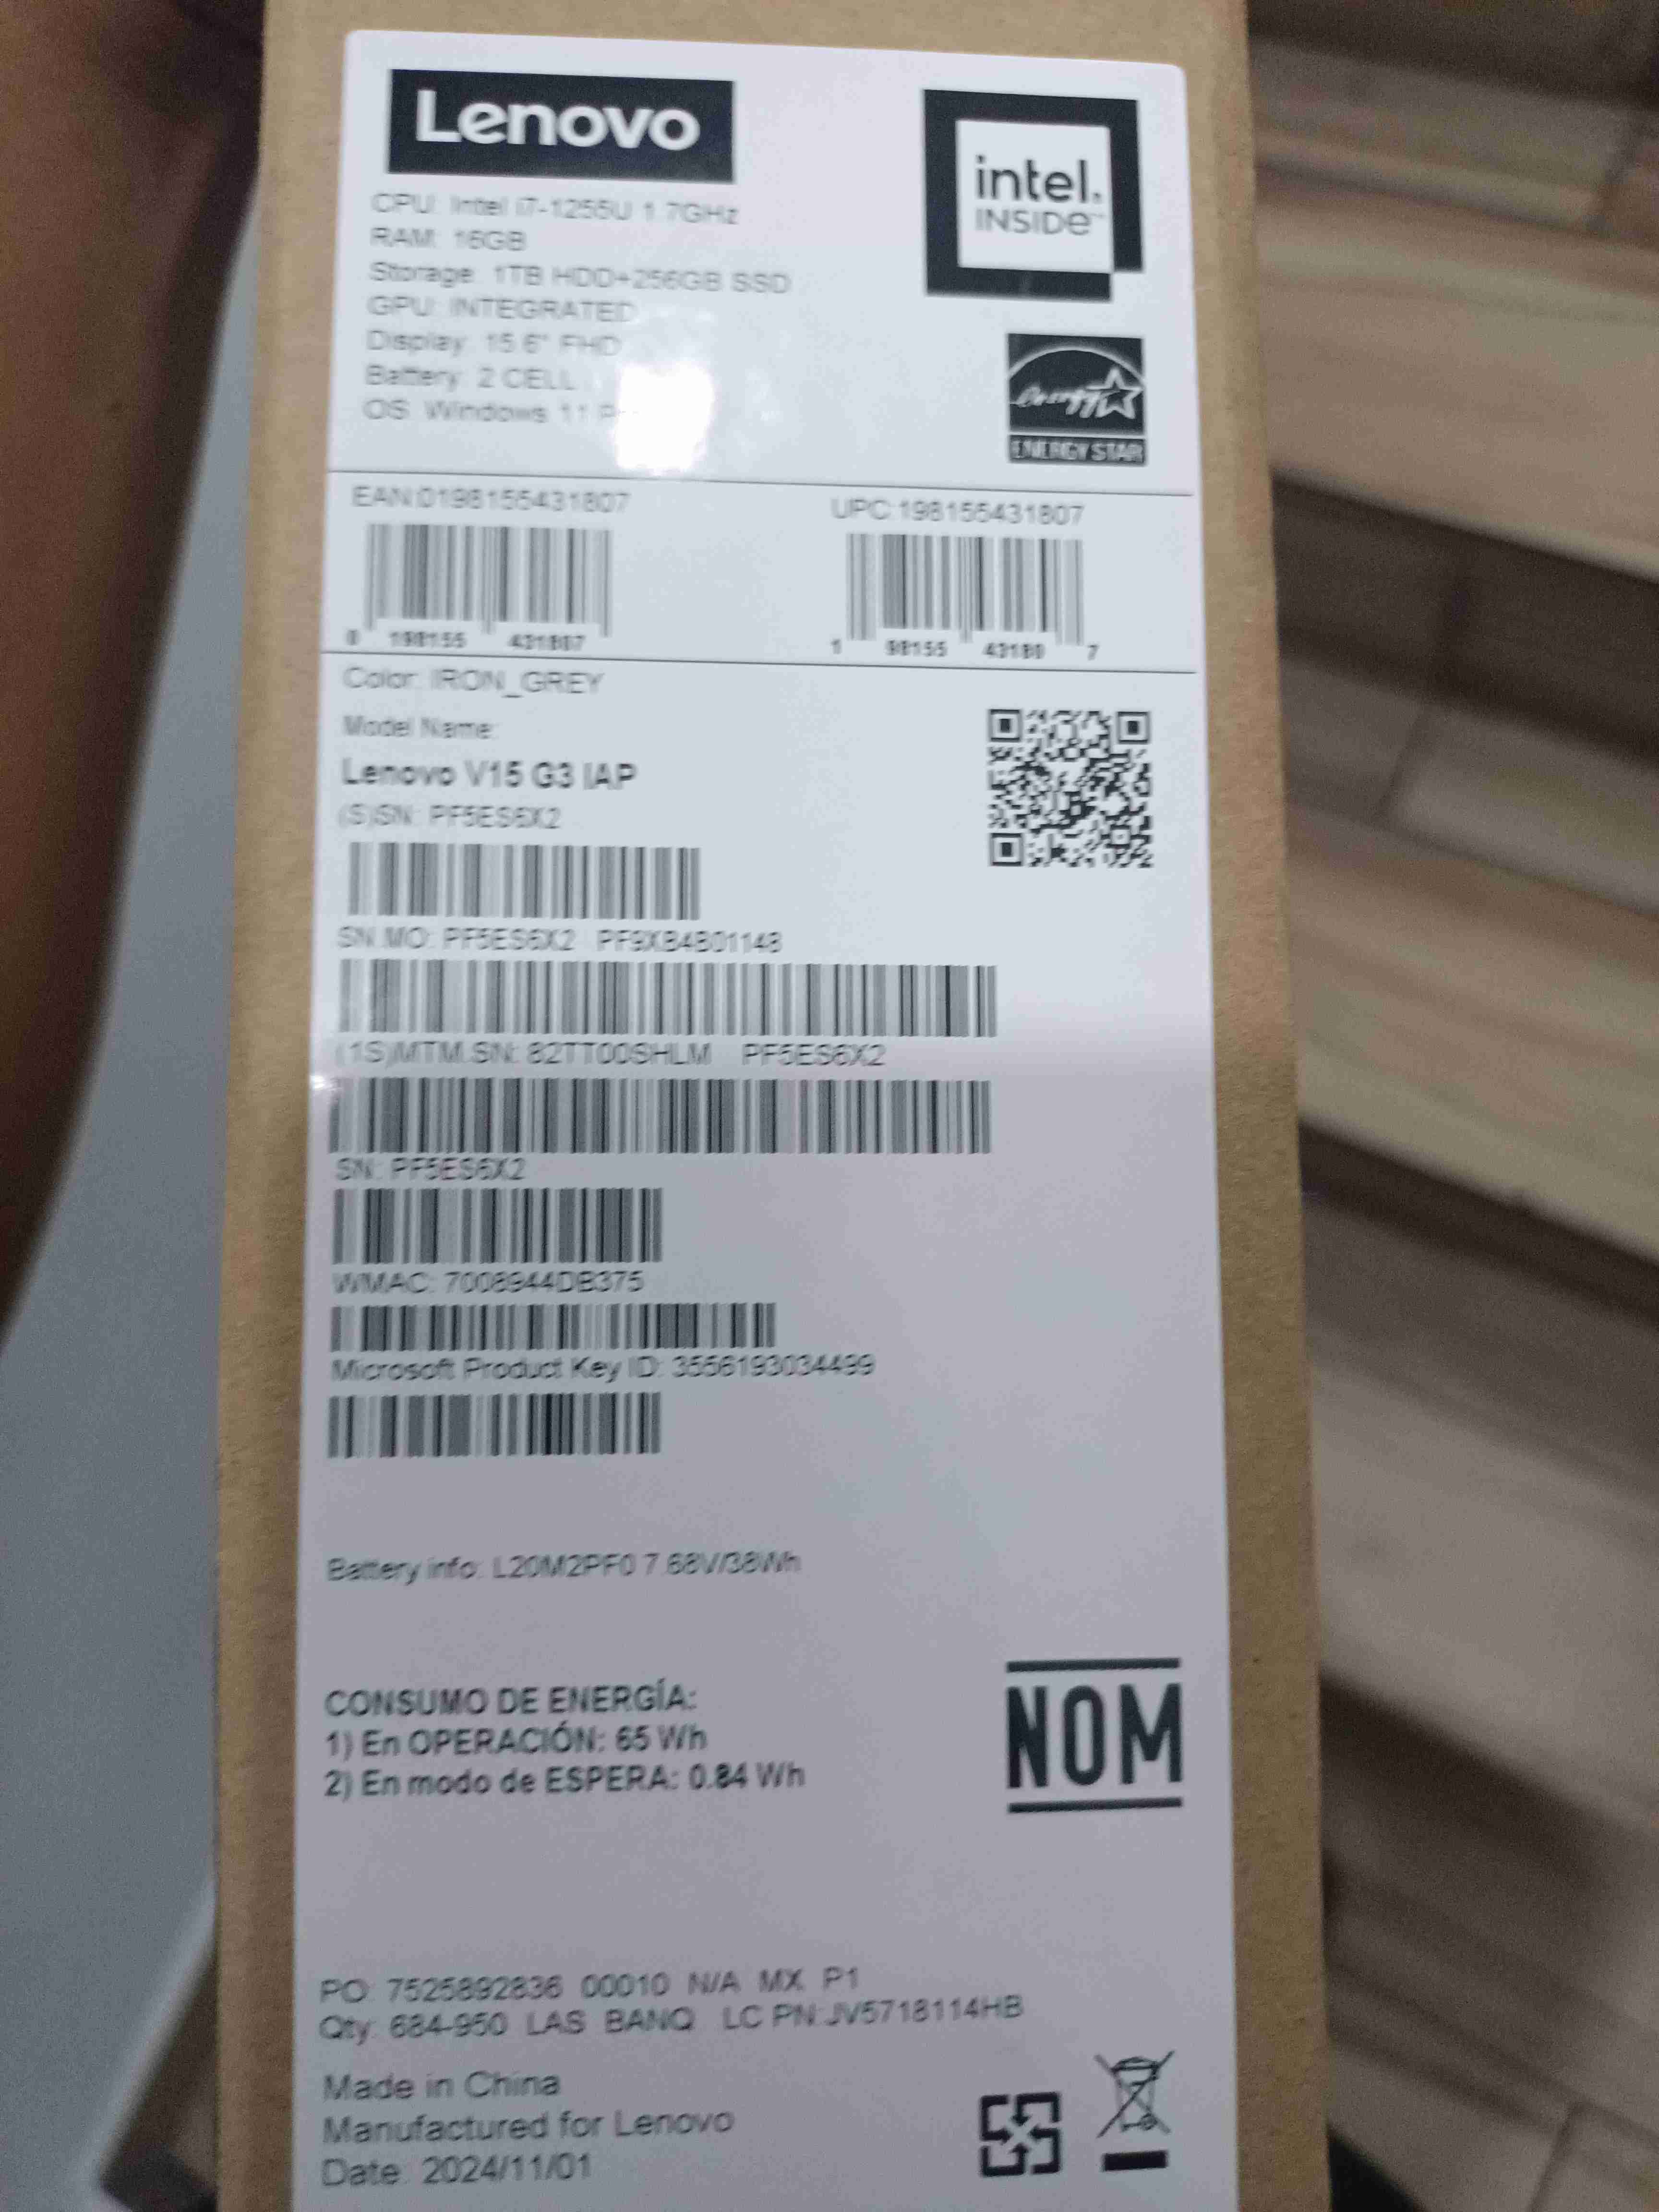 Lenovo
intel.
INSIDE™
CPU: Intel i7-1255U 1.7GHz
RAM: 16GB
Storage: 1TB HDD+256GB SSD
GPU: INTEGRATED
Display: 15.6" FHD
Battery: 2 CELL
OS: Windows 11
energy
ENERGY STAR
EAN:0198155431807
UPC:198155431807
0 198155 431807
1 98155 43180 7
Color: IRON_GREY
Model Name:
Lenovo V15 G3 IAP
(S)SN: PF5ES6X2
SN.MO: PF5ES6X2 PF9XB4B01148
(1S)MTM.SN: 82TT00SHLM PF5ES6X2
SN: PF5ES6X2
WMAC: 7008944DB375
Microsoft Product Key ID: 3556193034499
Battery info: L20M2PF0 7.68V/38Wh
CONSUMO DE ENERGÍA:
1) En OPERACIÓN: 65 Wh
2) En modo de ESPERA: 0.84 Wh
NOM
PO: 7525892836 00010 N/A MX P1
Qty: 684-950 LAS BANQ LC PN:JV5718114HB
Made in China
Manufactured for Lenovo
Date: 2024/11/01